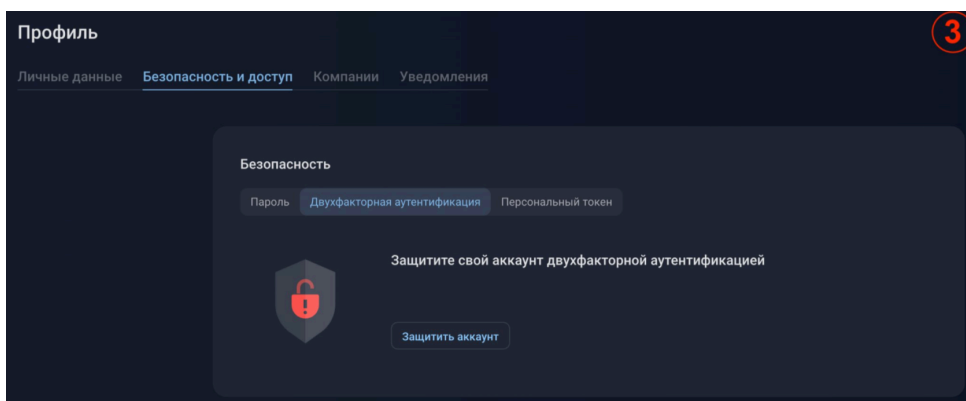 Профиль
3
Личные данные Безопасность и доступ Компании Уведомления
Безопасность
Пароль Двухфакторная аутентификация Персональный токен
Защитите свой аккаунт двухфакторной аутентификацией
Защитить аккаунт